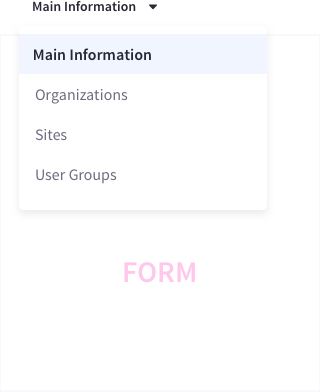 Main Information
Main Information
Organizations
Sites
User Groups
FORM